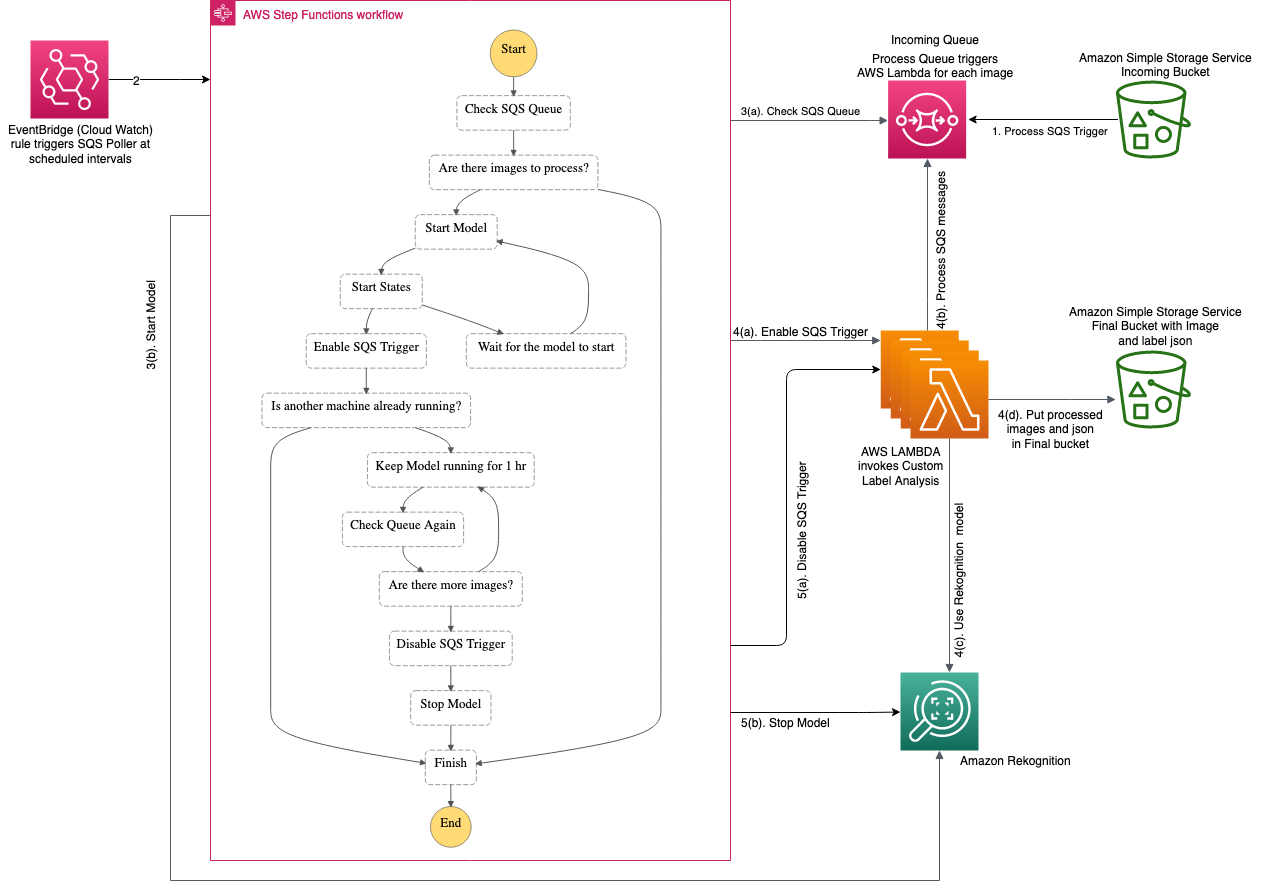 AWS Step Functions workflow
2
EventBridge (Cloud Watch)
rule triggers SQS Poller at
scheduled intervals
Start
Check SQS Queue
Are there images to process?
Start Model
Start States
Enable SQS Trigger
Wait for the model to start
Is another machine already running?
Keep Model running for 1 hr
Check Queue Again
Are there more images?
Disable SQS Trigger
Stop Model
Finish
End
3(b). Start Model
3(a). Check SQS Queue
Incoming Queue
Process Queue triggers
AWS Lambda for each image
Amazon Simple Storage Service
Incoming Bucket
1. Process SQS Trigger
4(b). Process SQS messages
4(a). Enable SQS Trigger
Amazon Simple Storage Service
Final Bucket with Image
and label json
4(d). Put processed
images and json
in Final bucket
AWS LAMBDA
invokes Custom
Label Analysis
5(a). Disable SQS Trigger
4(c). Use Rekognition model
5(b). Stop Model
Amazon Rekognition